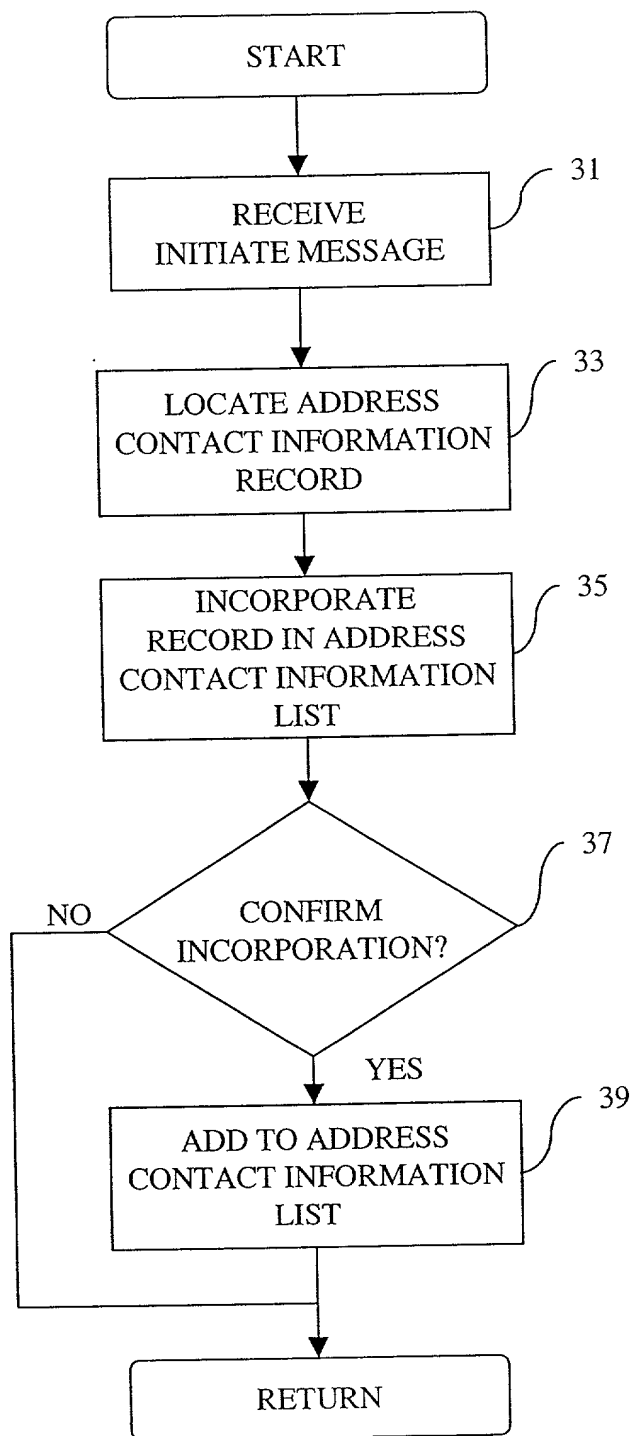 START
31
RECEIVE
INITIATE MESSAGE
33
LOCATE ADDRESS
CONTACT INFORMATION
RECORD
35
INCORPORATE
RECORD IN ADDRESS
CONTACT INFORMATION
LIST
37
NO
CONFIRM
INCORPORATION?
YES
39
ADD TO ADDRESS
CONTACT INFORMATION
LIST
RETURN